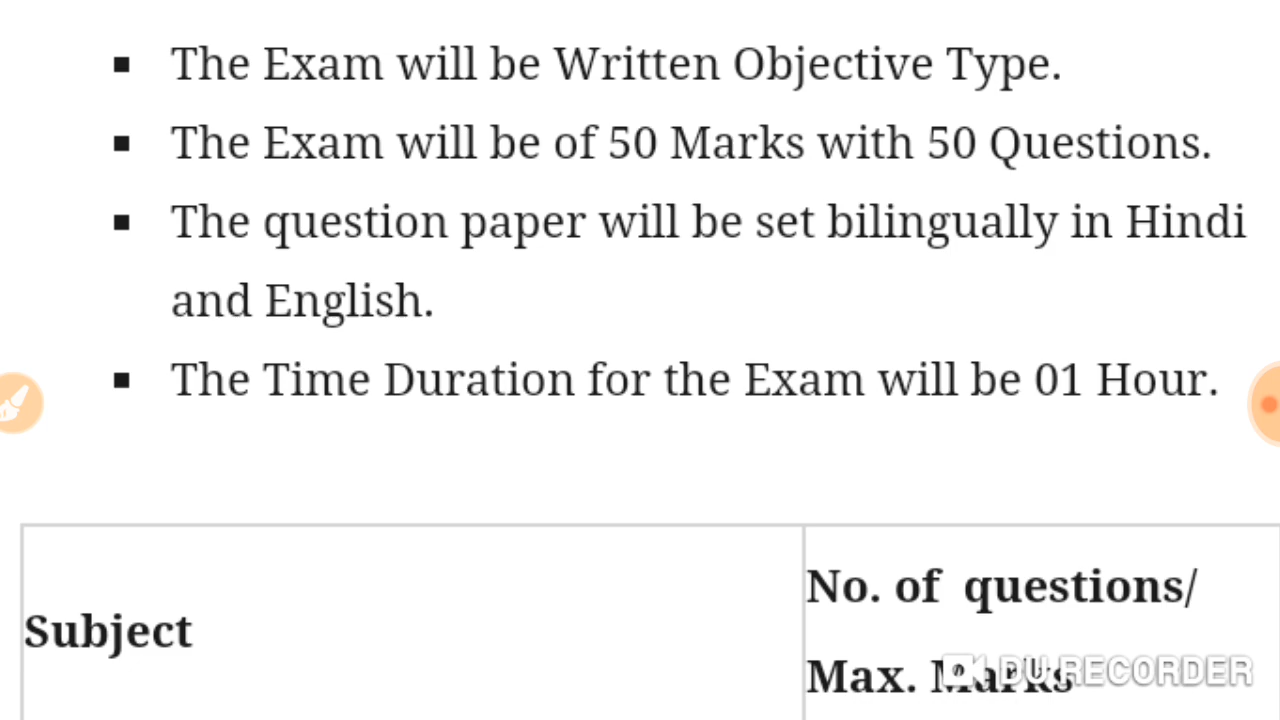 The Exam will be Written Objective Type.
The Exam will be of 50 Marks with 50 Questions.
The question paper will be set bilingually in Hindi
and English.
The Time Duration for the Exam will be 01 Hour.
Subject
No. of questions/
Max. Marks
DU RECORDER